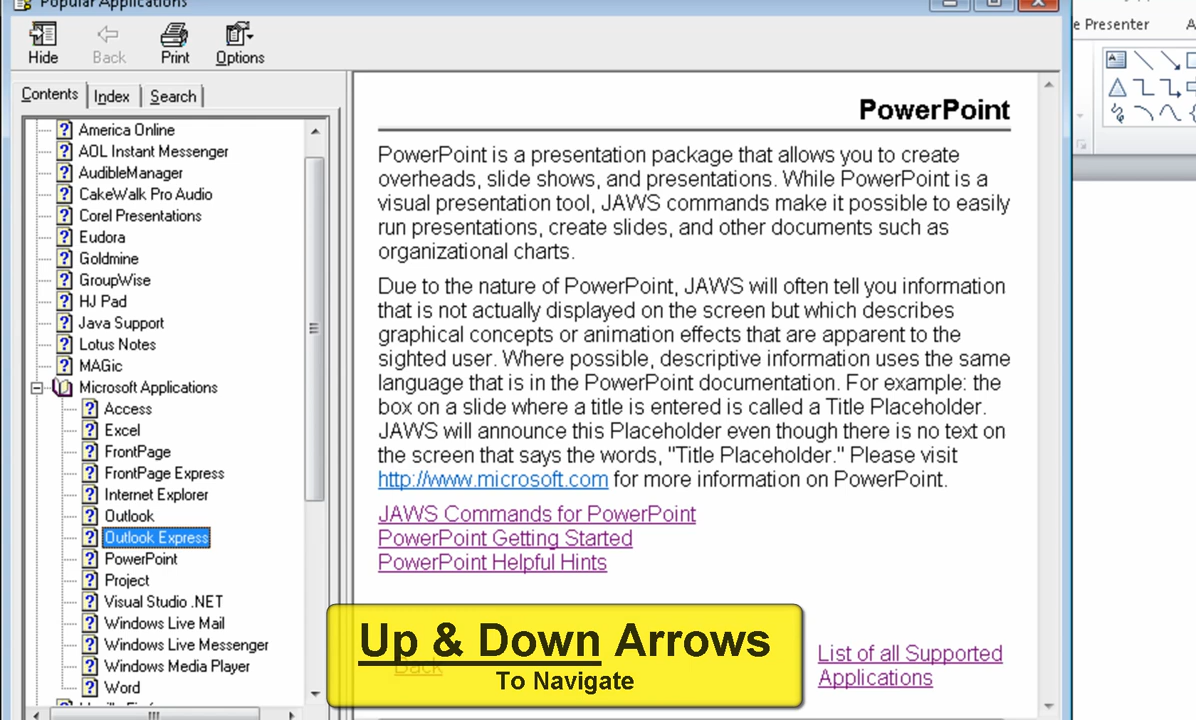 Popular Applications
e Presenter
Hide
Back
Print
Options
Contents
Index
Search
America Online
AOL Instant Messenger
AudibleManager
CakeWalk Pro Audio
Corel Presentations
Eudora
Goldmine
GroupWise
HJ Pad
Java Support
Lotus Notes
MAGic
Microsoft Applications
Access
Excel
FrontPage
FrontPage Express
Internet Explorer
Outlook
Outlook Express
PowerPoint
Project
Visual Studio .NET
Windows Live Mail
Windows Live Messenger
Windows Media Player
Word
PowerPoint
PowerPoint is a presentation package that allows you to create
overheads, slide shows, and presentations. While PowerPoint is a
visual presentation tool, JAWS commands make it possible to easily
run presentations, create slides, and other documents such as
organizational charts.
Due to the nature of PowerPoint, JAWS will often tell you information
that is not actually displayed on the screen but which describes
graphical concepts or animation effects that are apparent to the
sighted user. Where possible, descriptive information uses the same
language that is in the PowerPoint documentation. For example: the
box on a slide where a title is entered is called a Title Placeholder.
JAWS will announce this Placeholder even though there is no text on
the screen that says the words, "Title Placeholder." Please visit
http://www.microsoft.com for more information on PowerPoint.
JAWS Commands for PowerPoint
PowerPoint Getting Started
PowerPoint Helpful Hints
Up & Down Arrows
To Navigate
Back
List of all Supported
Applications